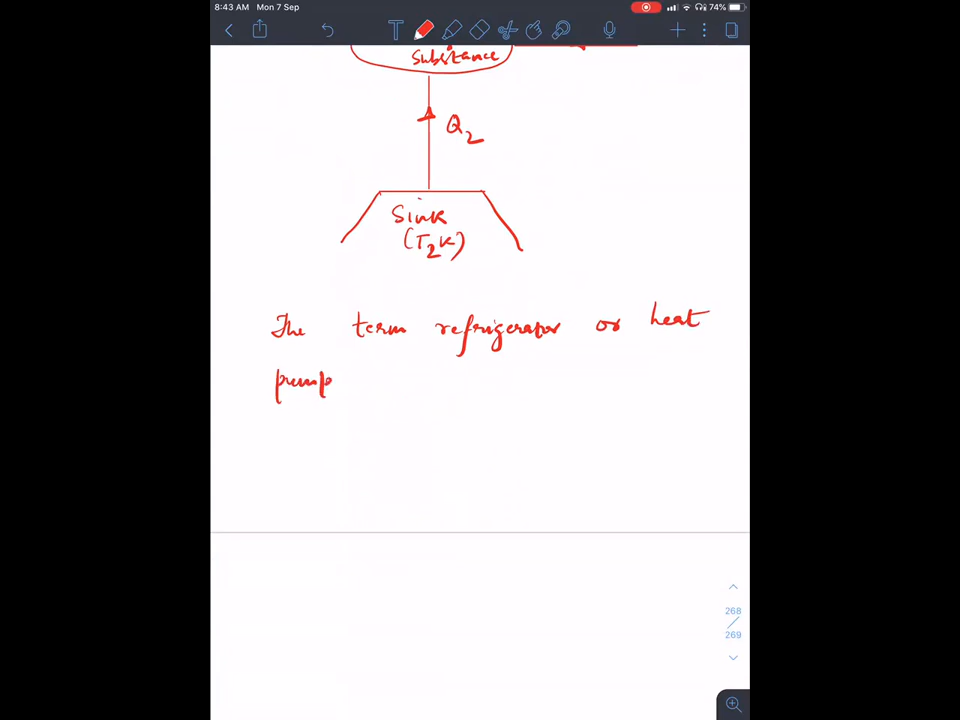 8:43 AM Mon 7 Sep
74%
T
Substance
Q2
Sink
(T2K)
The term refrigerator or heat
pump
268
269